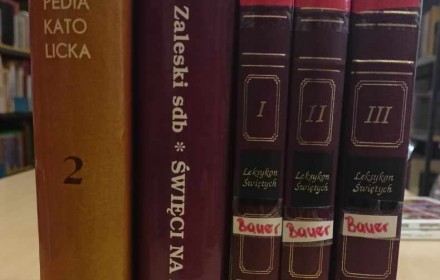 PEDIA
KATO
LICKA
2
Zaleski sdb * ŚWIĘCI NA
I
Leksykon
Świętych
Bauer
II
Leksykon
Świętych
Bauer
III
Leksykon
Świętych
Bauer